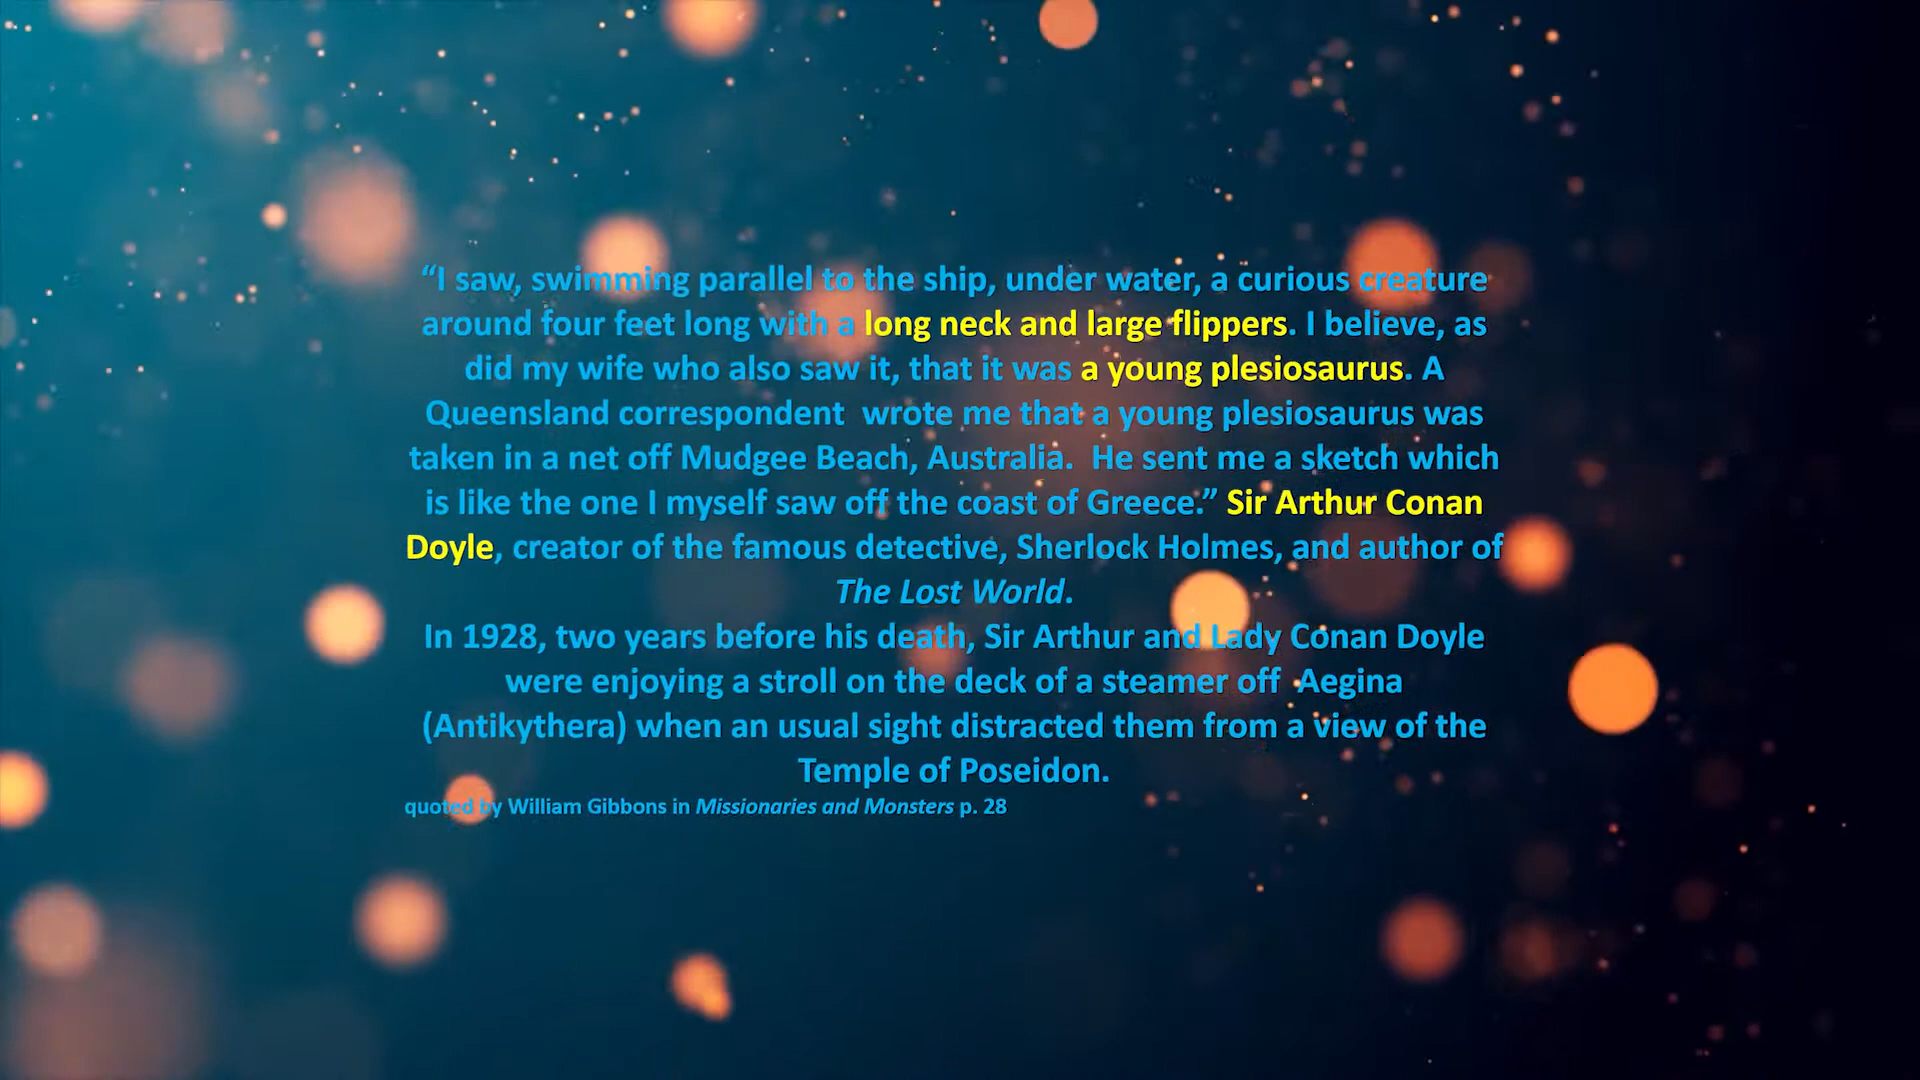 “I saw, swimming parallel to the ship, under water, a curious creature
around four feet long with a long neck and large flippers. I believe, as
did my wife who also saw it, that it was a young plesiosaurus. A
Queensland correspondent  wrote me that a young plesiosaurus was
taken in a net off Mudgee Beach, Australia.  He sent me a sketch which
is like the one I myself saw off the coast of Greece.” Sir Arthur Conan
Doyle, creator of the famous detective, Sherlock Holmes, and author of
The Lost World.
In 1928, two years before his death, Sir Arthur and Lady Conan Doyle
were enjoying a stroll on the deck of a steamer off  Aegina
(Antikythera) when an usual sight distracted them from a view of the
Temple of Poseidon.
quoted by William Gibbons in Missionaries and Monsters p. 28